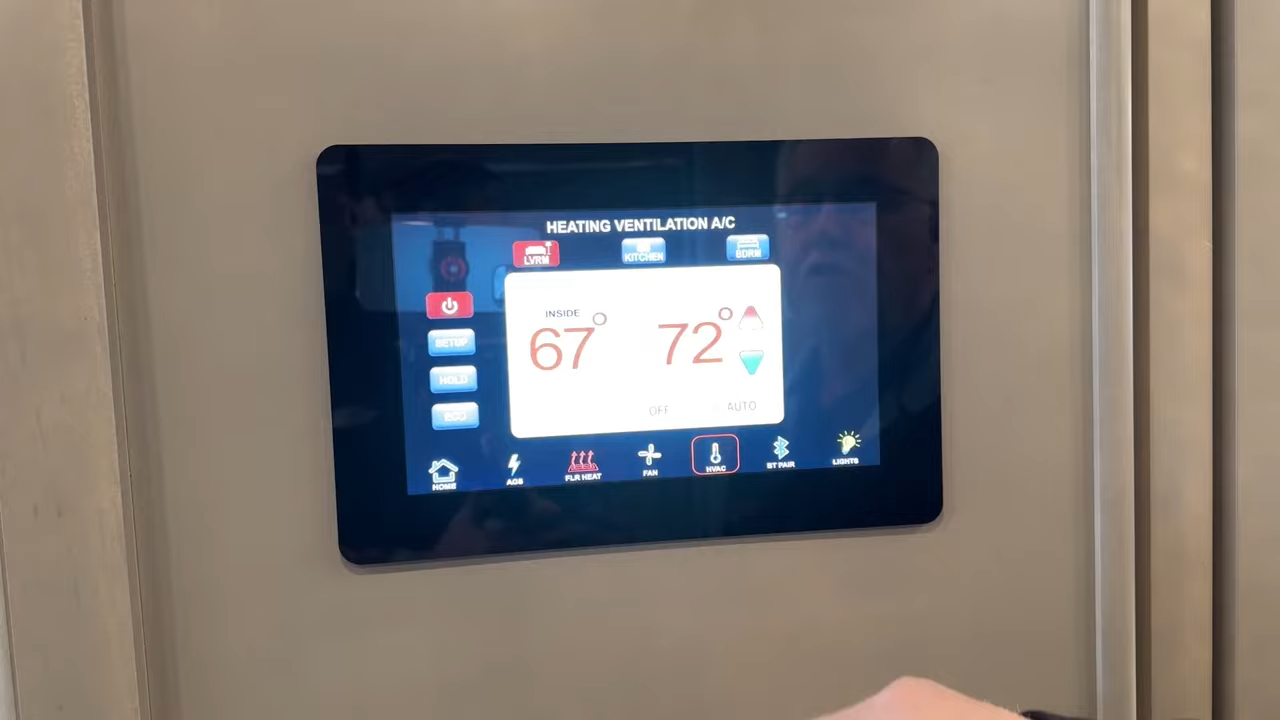 HEATING VENTILATION A/C
LVRM
KITCHEN
BDRM
SETUP
HOLD
ECO
INSIDE
67°
72°
OFF
AUTO
HOME
AGS
FLR HEAT
FAN
HVAC
BT PAIR
LIGHTS